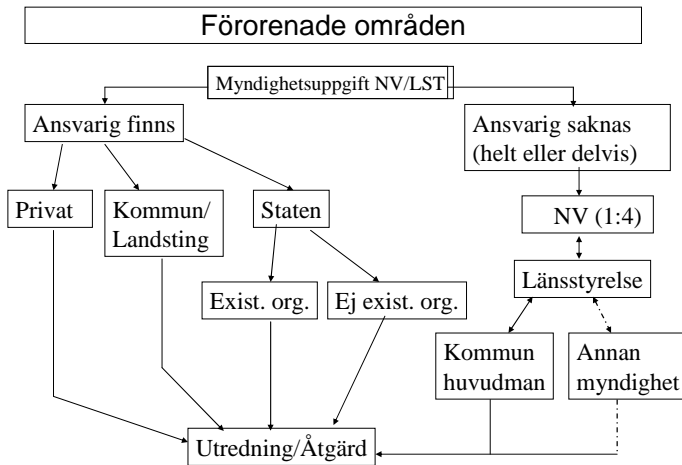 Förorenade områden
Myndighetsuppgift NV/LST
Ansvarig finns
Ansvarig saknas
(helt eller delvis)
Privat
Kommun/
Landsting
Staten
NV (1:4)
Exist. org.
Ej exist. org.
Länsstyrelse
Kommun
huvudman
Annan
myndighet
Utredning/Åtgärd